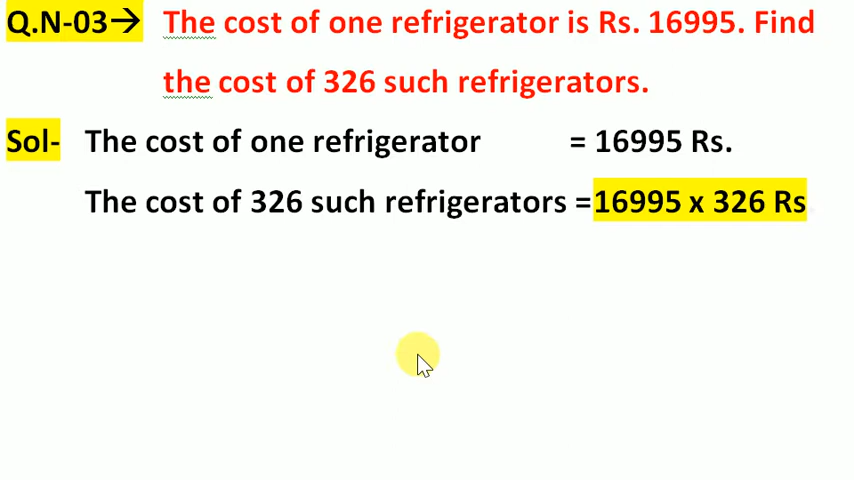 Q.N-03→ The cost of one refrigerator is Rs. 16995. Find
the cost of 326 such refrigerators.
Sol- The cost of one refrigerator = 16995 Rs.
The cost of 326 such refrigerators = 16995 x 326 Rs